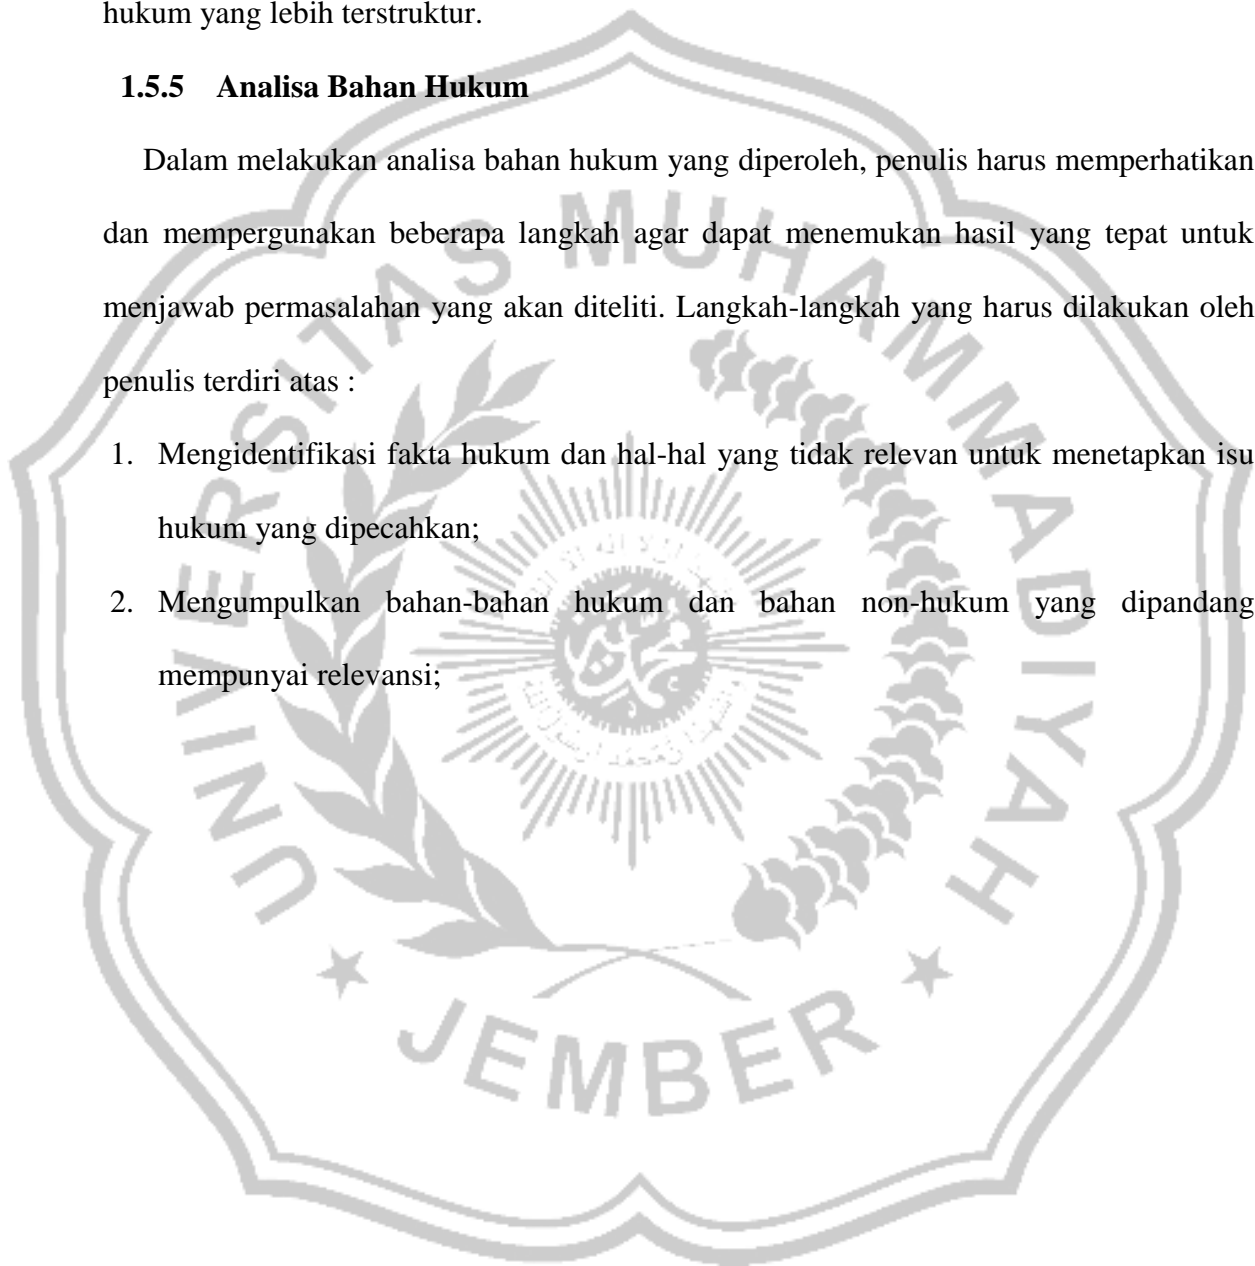 hukum yang lebih terstruktur.
1.5.5 Analisa Bahan Hukum
Dalam melakukan analisa bahan hukum yang diperoleh, penulis harus memperhatikan
dan mempergunakan beberapa langkah agar dapat menemukan hasil yang tepat untuk
menjawab permasalahan yang akan diteliti. Langkah-langkah yang harus dilakukan oleh
penulis terdiri atas :
1. Mengidentifikasi fakta hukum dan hal-hal yang tidak relevan untuk menetapkan isu
hukum yang dipecahkan;
2. Mengumpulkan bahan-bahan hukum dan bahan non-hukum yang dipandang
mempunyai relevansi;
UNIVERSITAS MUHAMMADIYAH
JEMBER